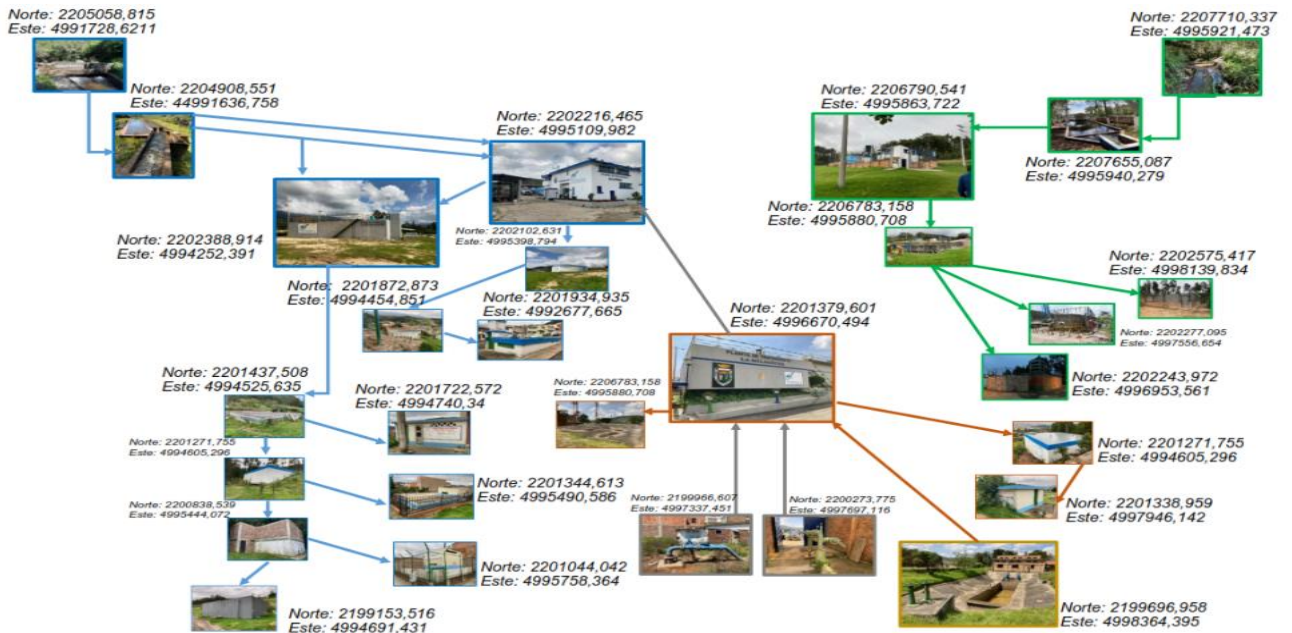 Norte: 2205058,815
Este: 4991728,6211
Norte: 2204908,551
Este: 44991636,758
Norte: 2202216,465
Este: 4995109,982
Norte: 2202388,914
Este: 4994252,391
Norte: 2202102,631
Este: 4995398,794
Norte: 2201872,873
Este: 4994454,851
Norte: 2201934,935
Este: 4992677,665
Norte: 2201437,508
Este: 4994525,635
Norte: 2201722,572
Este: 4994740,34
Norte: 2201271,755
Este: 4994605,296
Norte: 2201344,613
Este: 4995490,586
Norte: 2200838,539
Este: 4995444,072
Norte: 2201044,042
Este: 4995758,364
Norte: 2199153,516
Este: 4994691,431
Norte: 2207710,337
Este: 4995921,473
Norte: 2206790,541
Este: 4995863,722
Norte: 2207655,087
Este: 4995940,279
Norte: 2206783,158
Este: 4995880,708
Norte: 2202575,417
Este: 4998139,834
Norte: 2202277,095
Este: 4997556,654
Norte: 2202243,972
Este: 4996953,561
Norte: 2201379,601
Este: 4996670,494
Norte: 2206783,158
Este: 4995880,708
Norte: 2201271,755
Este: 4994605,296
Norte: 2199966,607
Este: 4997337,451
Norte: 2200273,775
Este: 4997697,116
Norte: 2201338,959
Este: 4997946,142
Norte: 2199696,958
Este: 4998364,395